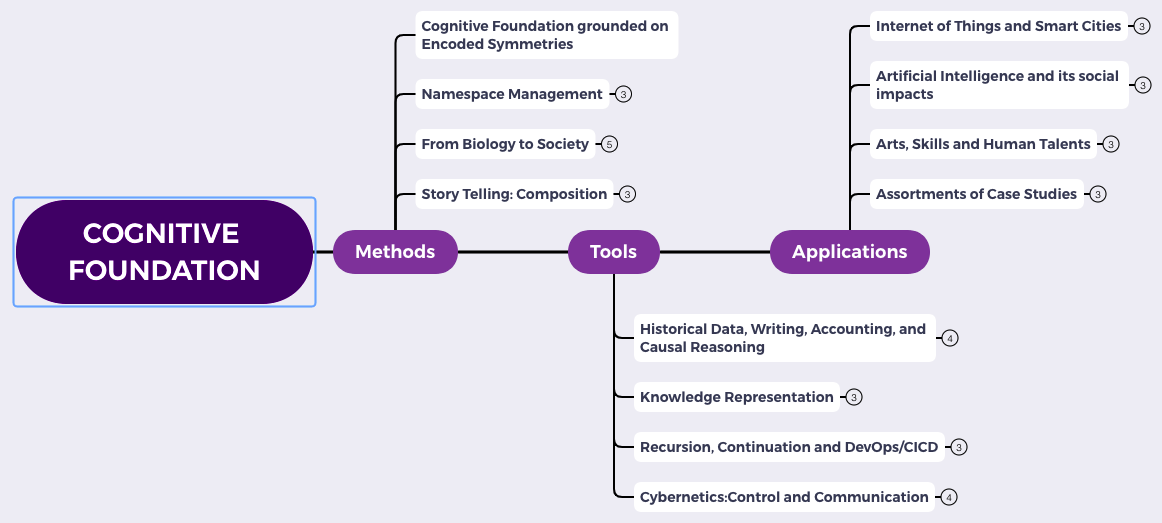 COGNITIVE
FOUNDATION
Methods
Cognitive Foundation grounded on
Encoded Symmetries
Namespace Management 3
From Biology to Society 5
Story Telling: Composition 3
Tools
Historical Data, Writing, Accounting, and
Causal Reasoning 4
Knowledge Representation 3
Recursion, Continuation and DevOps/CICD 3
Cybernetics:Control and Communication 4
Applications
Internet of Things and Smart Cities 3
Artificial Intelligence and its social
impacts 3
Arts, Skills and Human Talents 3
Assortments of Case Studies 3